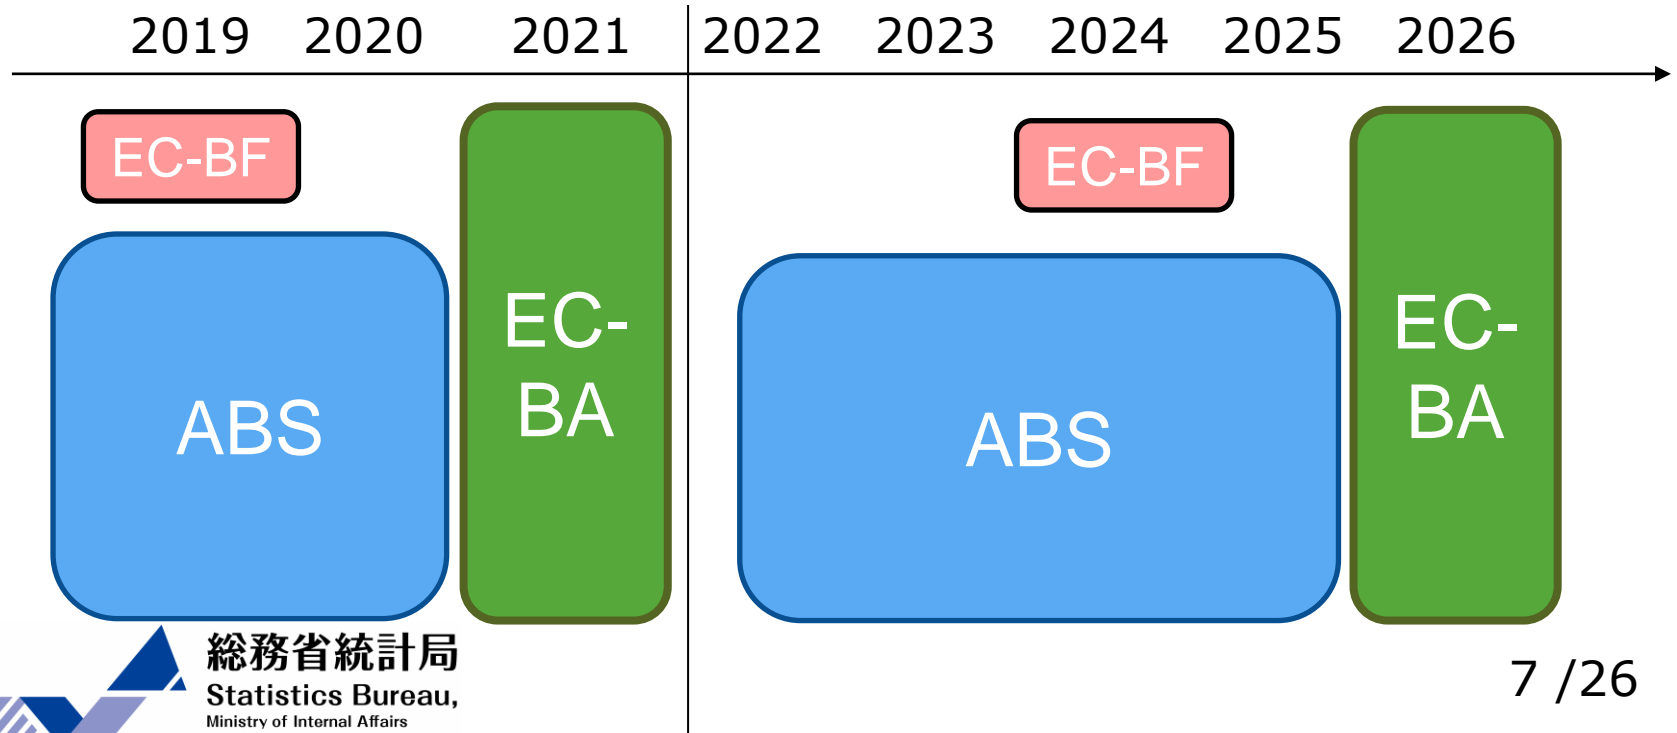 2019 2020 2021 2022 2023 2024 2025 2026
EC-BF
EC-BF
ABS
EC-
BA
ABS
EC-
BA
総務省統計局
Statistics Bureau,
Ministry of Internal Affairs
7 /26